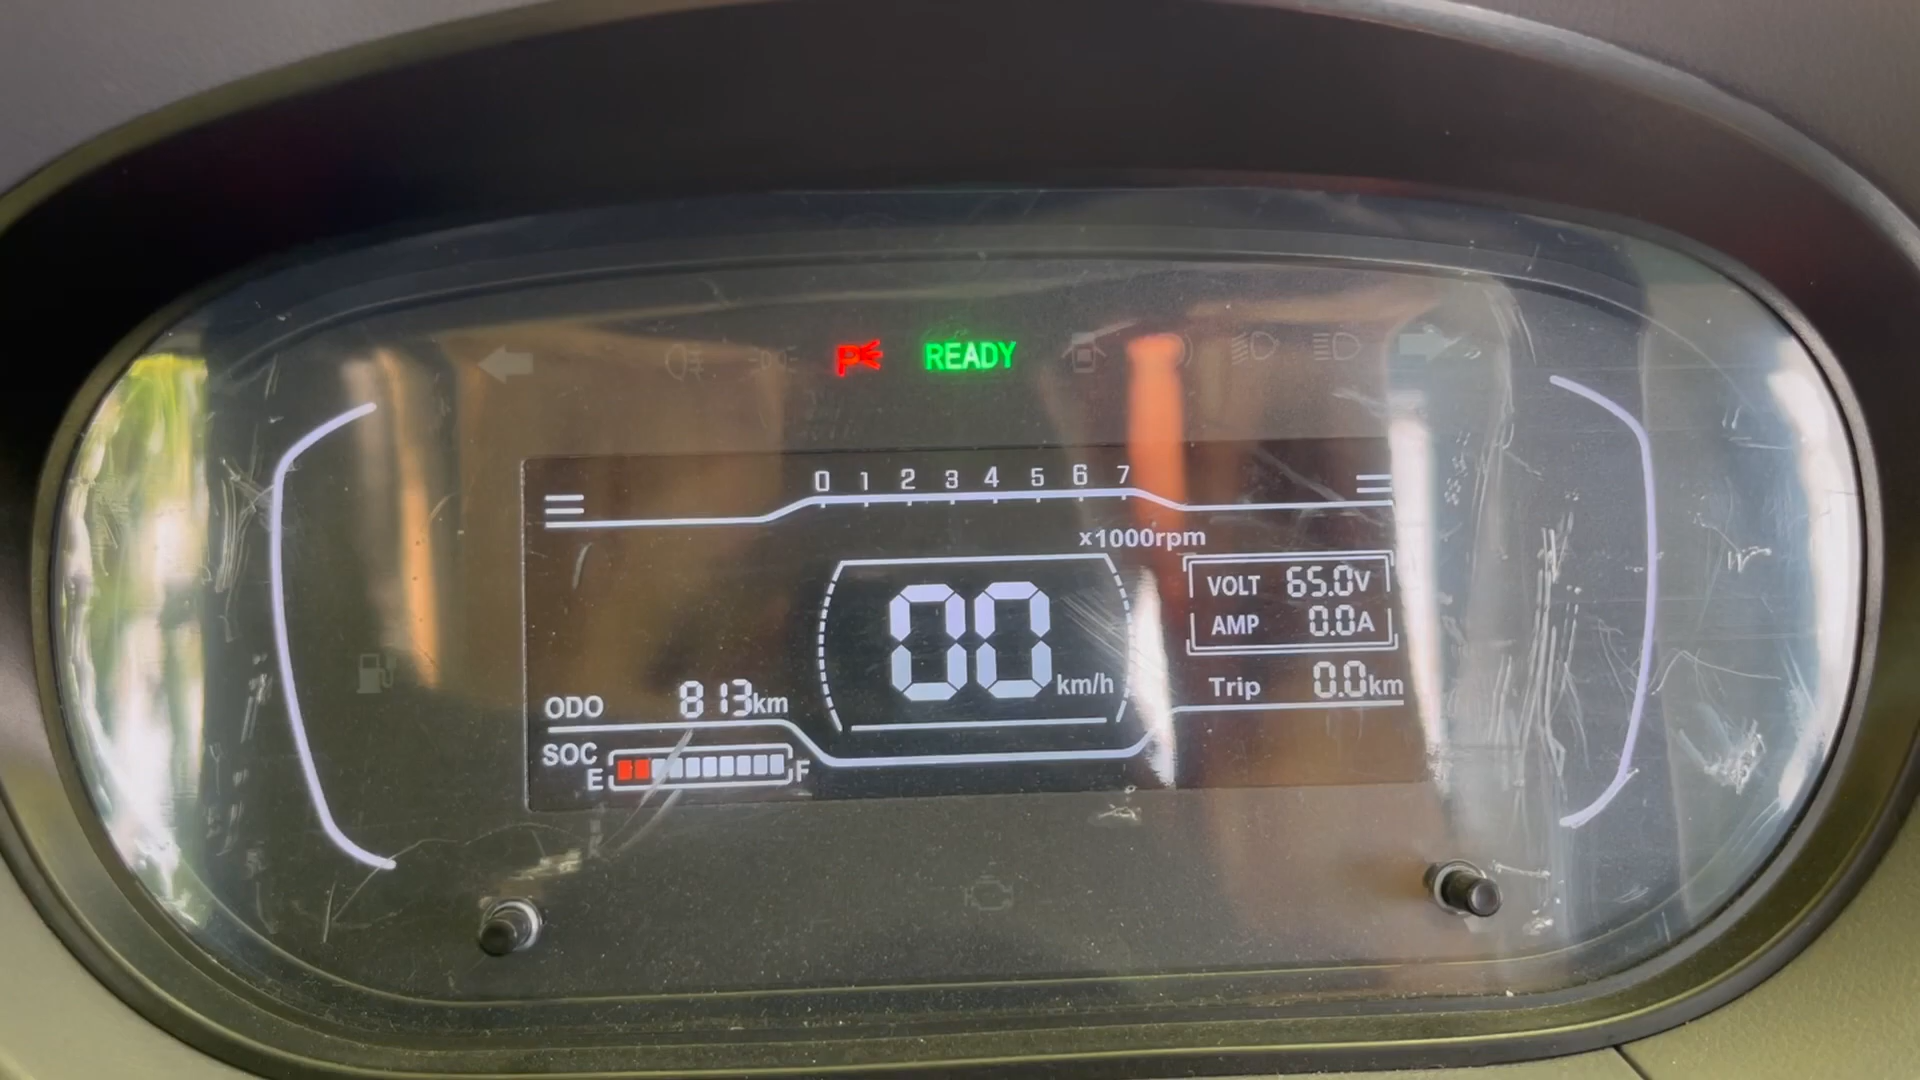 P READY
0 1 2 3 4 5 6 7
x1000rpm
VOLT 65.0V
AMP 0.0A
00 km/h
ODO 813km
Trip 0.0km
SOC
E F